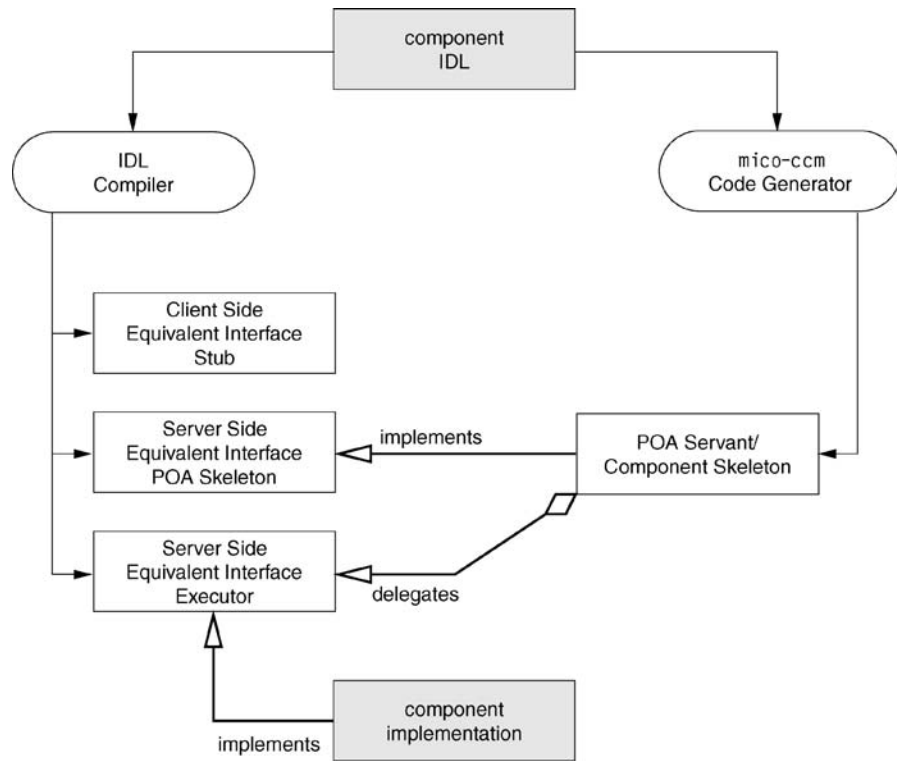 component
IDL
IDL
Compiler
mico-ccm
Code Generator
Client Side
Equivalent Interface
Stub
Server Side
Equivalent Interface
POA Skeleton
implements
POA Servant/
Component Skeleton
Server Side
Equivalent Interface
Executor
delegates
component
implementation
implements